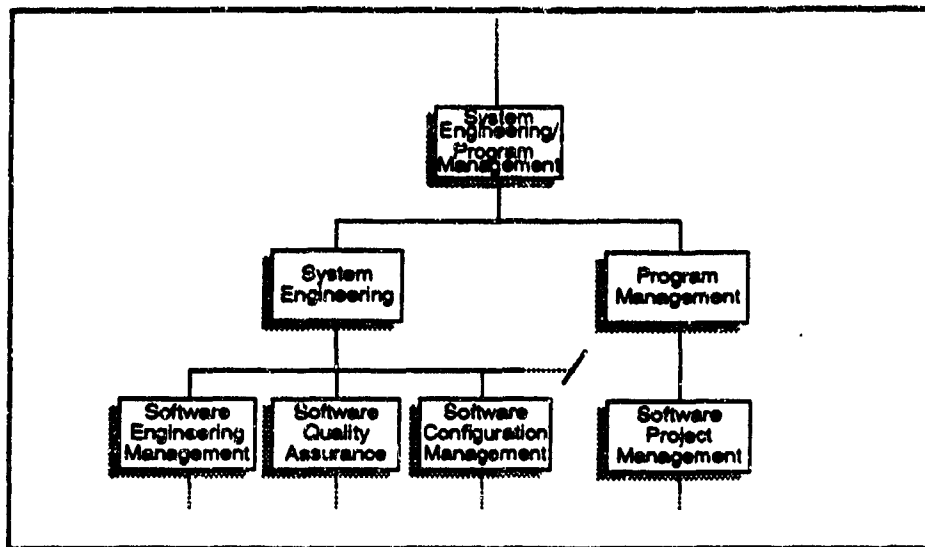 System
Engineering/
Program
Management
System
Engineering
Program
Management
Software
Engineering
Management
Software
Quality
Assurance
Software
Configuration
Management
Software
Project
Management